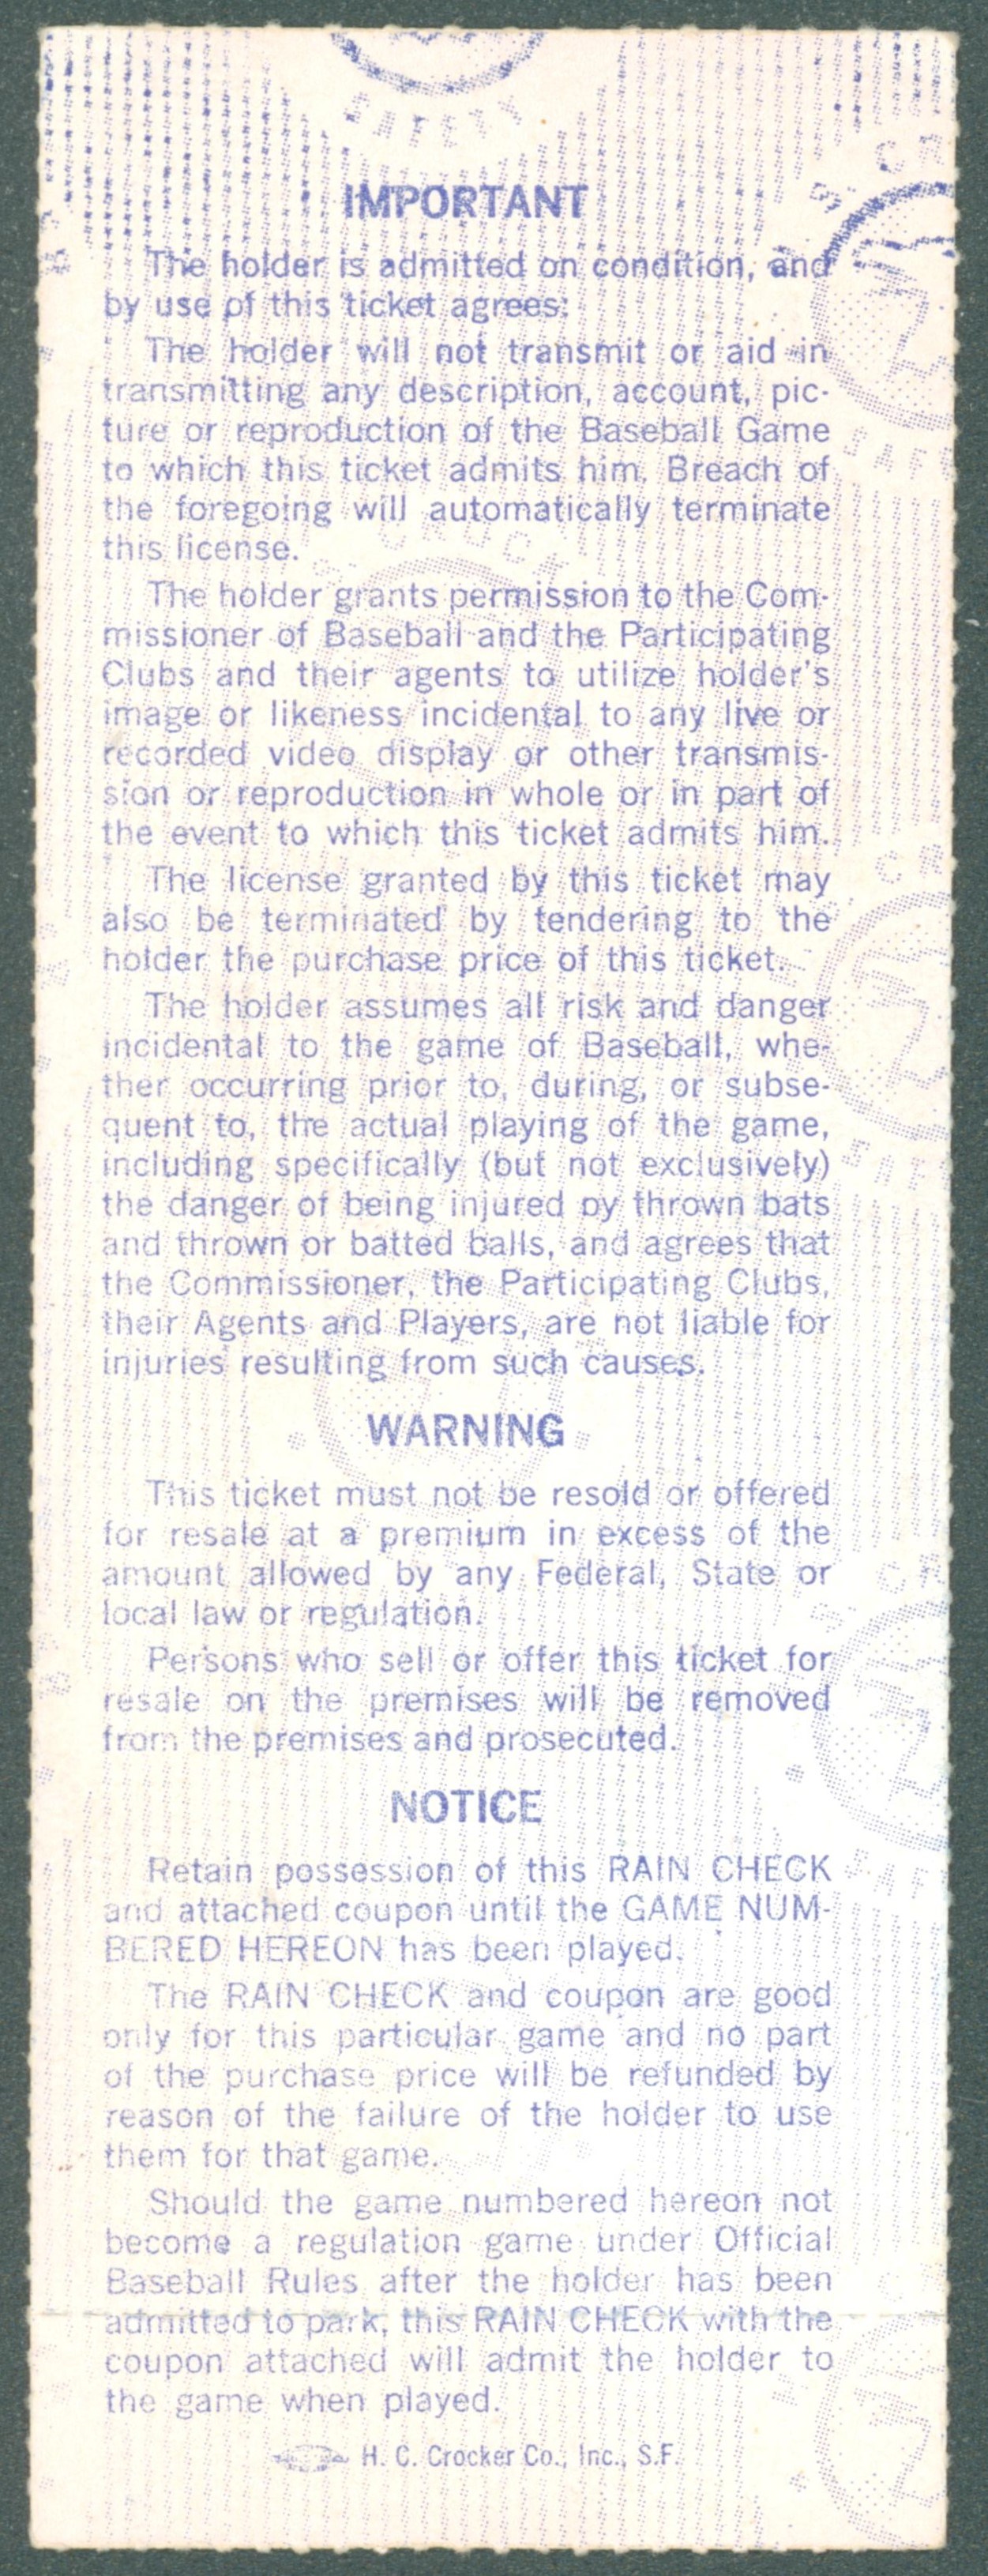 SAFETY
IMPORTANT
The holder is admitted on condition, and
by use of this ticket agrees:
The holder will not transmit or aid in
transmitting any description, account, pic-
ture or reproduction of the Baseball Game
to which this ticket admits him. Breach of
the foregoing will automatically terminate
this license.
The holder grants permission to the Com-
missioner of Baseball and the Participating
Clubs and their agents to utilize holder's
image or likeness incidental to any live or
recorded video display or other transmis-
sion or reproduction in whole or in part of
the event to which this ticket admits him.
The license granted by this ticket may
also be terminated by tendering to the
holder the purchase price of this ticket.
The holder assumes all risk and danger
incidental to the game of Baseball, whe-
ther occurring prior to, during, or subse-
quent to, the actual playing of the game,
including specifically (but not exclusively)
the danger of being injured by thrown bats
and thrown or batted balls, and agrees that
the Commissioner, the Participating Clubs,
their Agents and Players, are not liable for
injuries resulting from such causes.
WARNING
This ticket must not be resold or offered
for resale at a premium in excess of the
amount allowed by any Federal, State or
local law or regulation.
Persons who sell or offer this ticket for
resale on the premises will be removed
from the premises and prosecuted.
NOTICE
Retain possession of this RAIN CHECK
and attached coupon until the GAME NUM-
BERED HEREON has been played.
The RAIN CHECK and coupon are good
only for this particular game and no part
of the purchase price will be refunded by
reason of the failure of the holder to use
them for that game.
Should the game numbered hereon not
become a regulation game under Official
Baseball Rules after the holder has been
admitted to park, this RAIN CHECK with the
coupon attached will admit the holder to
the game when played.
H. C. Crocker Co., Inc., S.F.